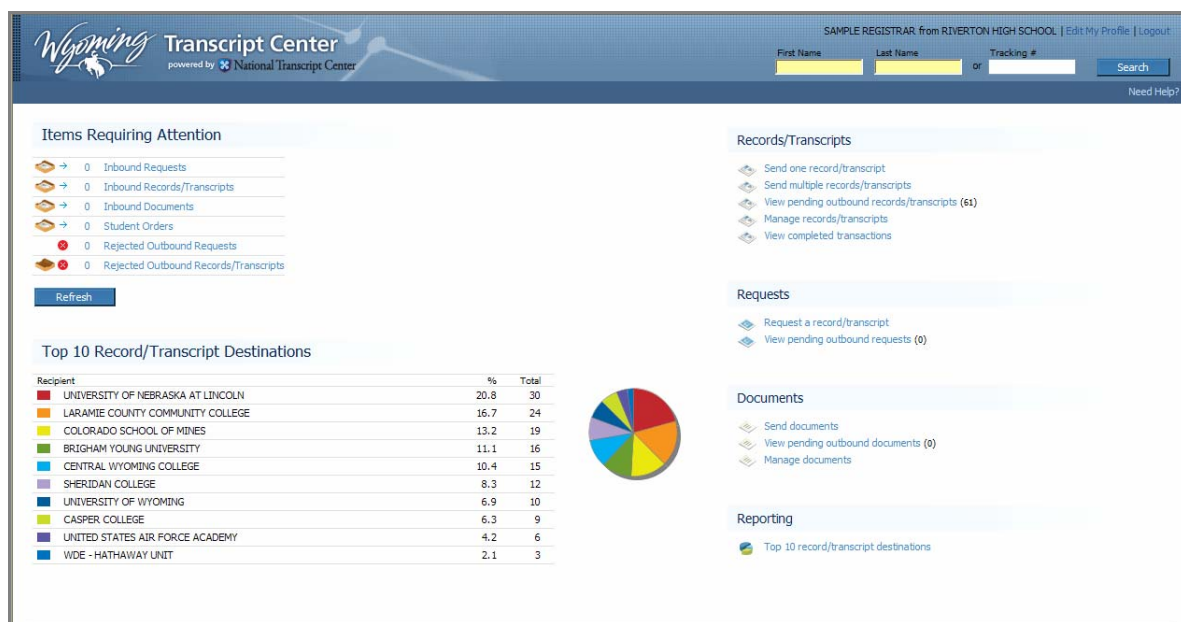 Wyoming Transcript Center
powered by National Transcript Center
SAMPLE REGISTRAR from RIVERTON HIGH SCHOOL | Edit My Profile | Logout
First Name Last Name Tracking #
or Search
Need Help?
Items Requiring Attention
0 Inbound Requests
0 Inbound Records/Transcripts
0 Inbound Documents
0 Student Orders
0 Rejected Outbound Requests
0 Rejected Outbound Records/Transcripts
Refresh
Top 10 Record/Transcript Destinations
Recipient % Total
UNIVERSITY OF NEBRASKA AT LINCOLN 20.8 30
LARAMIE COUNTY COMMUNITY COLLEGE 16.7 24
COLORADO SCHOOL OF MINES 13.2 19
BRIGHAM YOUNG UNIVERSITY 11.1 16
CENTRAL WYOMING COLLEGE 10.4 15
SHERIDAN COLLEGE 8.3 12
UNIVERSITY OF WYOMING 6.9 10
CASPER COLLEGE 6.3 9
UNITED STATES AIR FORCE ACADEMY 4.2 6
WDE - HATHAWAY UNIT 2.1 3
Records/Transcripts
Send one record/transcript
Send multiple records/transcripts
View pending outbound records/transcripts (61)
Manage records/transcripts
View completed transactions
Requests
Request a record/transcript
View pending outbound requests (0)
Documents
Send documents
View pending outbound documents (0)
Manage documents
Reporting
Top 10 record/transcript destinations